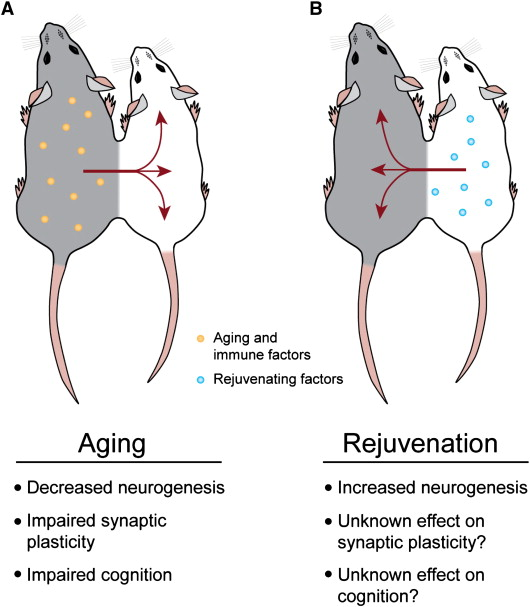 A
B
Aging and
immune factors
Rejuvenating factors
Aging
• Decreased neurogenesis
• Impaired synaptic
plasticity
• Impaired cognition
Rejuvenation
• Increased neurogenesis
• Unknown effect on
synaptic plasticity?
• Unknown effect on
cognition?